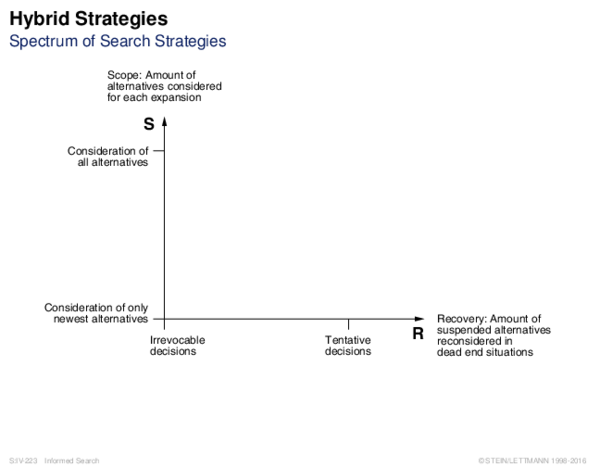 Hybrid Strategies
Spectrum of Search Strategies
Scope: Amount of
alternatives considered
for each expansion
S
Consideration of
all alternatives
Consideration of only
newest alternatives
Irrevocable
decisions
Tentative
decisions
R
Recovery: Amount of
suspended alternatives
reconsidered in
dead end situations
S:IV-223 Informed Search
©STEIN/LETTMANN 1998-2016